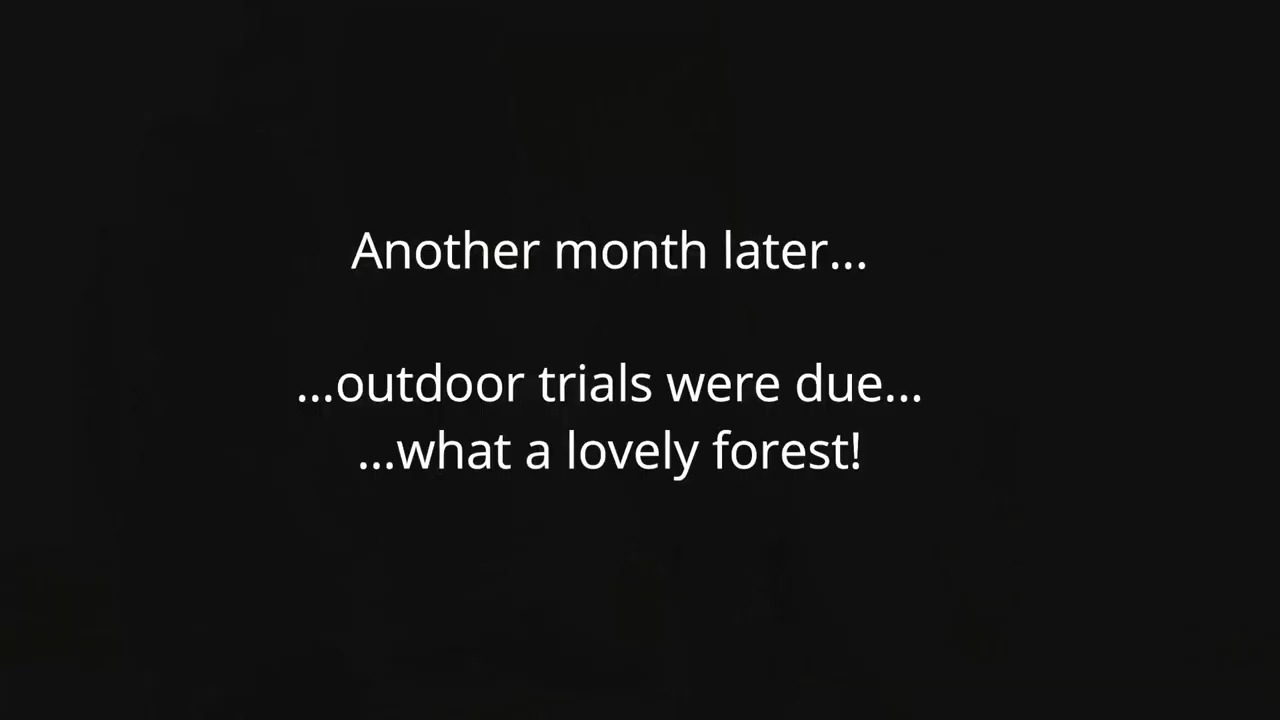 Another month later...
...outdoor trials were due...
...what a lovely forest!